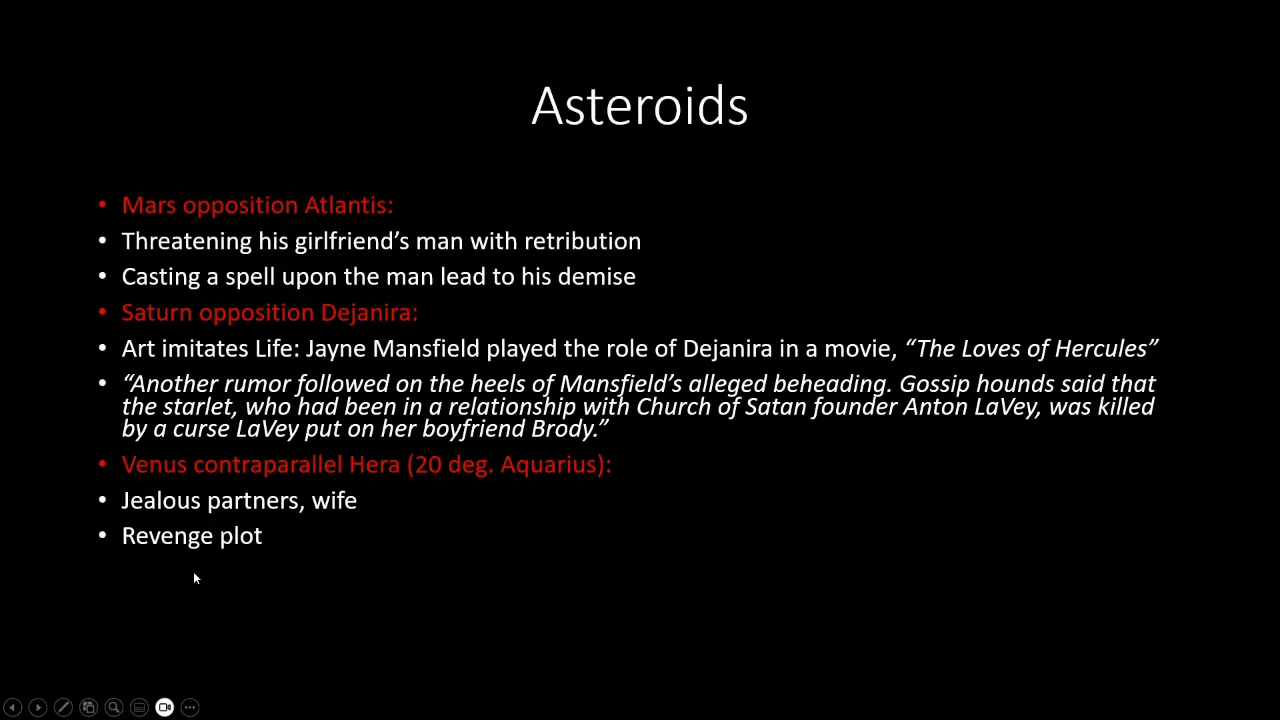 Asteroids
• Mars opposition Atlantis:
• Threatening his girlfriend’s man with retribution
• Casting a spell upon the man lead to his demise
• Saturn opposition Dejanira:
• Art imitates Life: Jayne Mansfield played the role of Dejanira in a movie, “The Loves of Hercules”
• “Another rumor followed on the heels of Mansfield’s alleged beheading. Gossip hounds said that
the starlet, who had been in a relationship with Church of Satan founder Anton LaVey, was killed
by a curse LaVey put on her boyfriend Brody.”
• Venus contraparallel Hera (20 deg. Aquarius):
• Jealous partners, wife
• Revenge plot